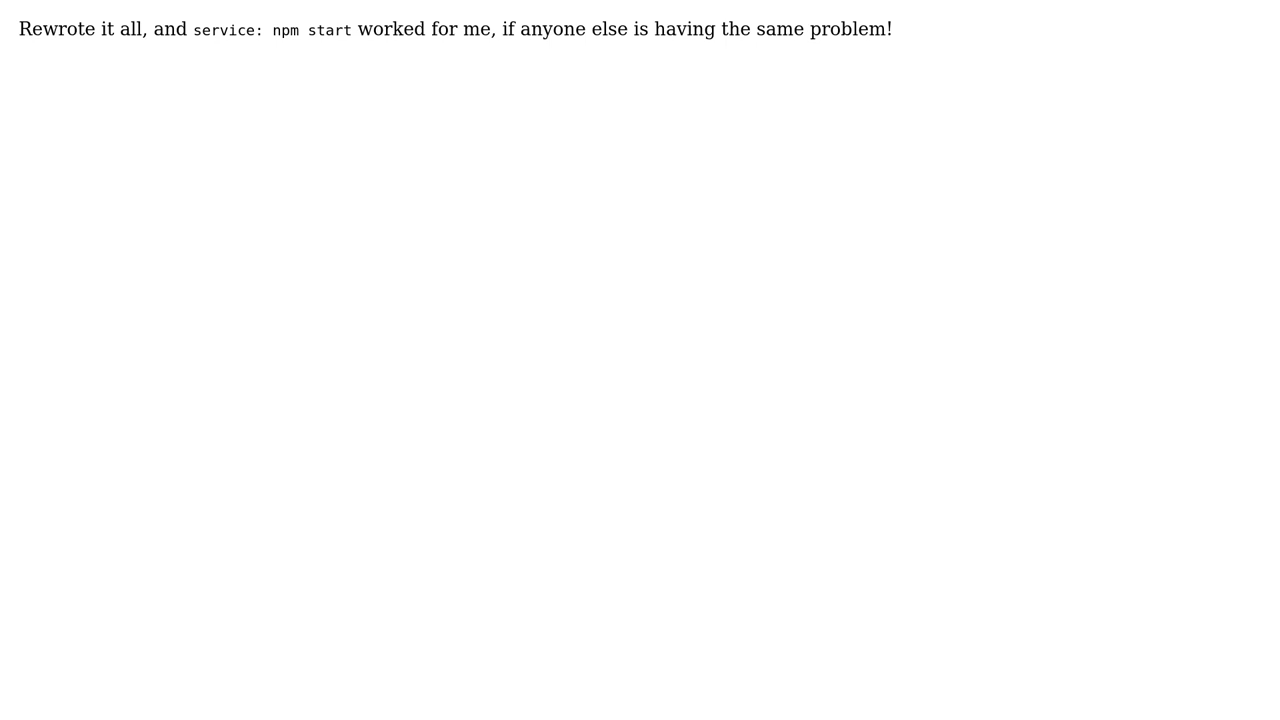 Rewrote it all, and service: npm start worked for me, if anyone else is having the same problem!